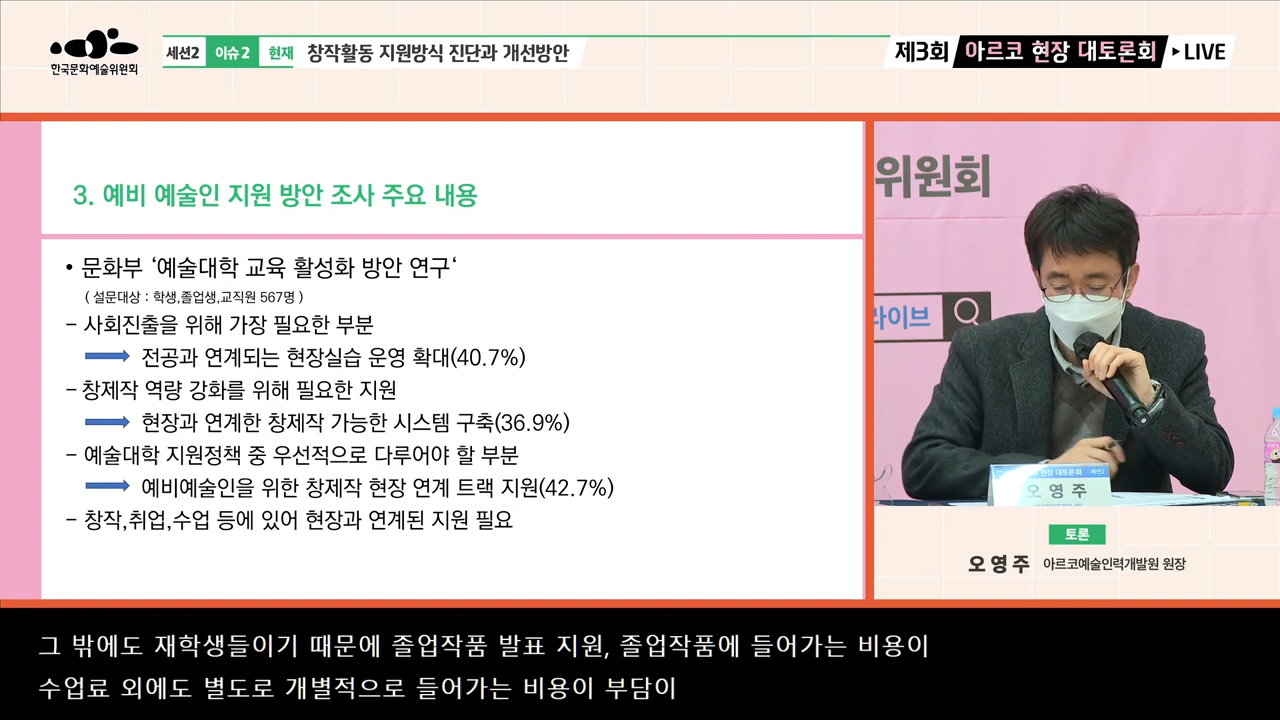 한국문화예술위원회
세션2 이슈 2 현재 창작활동 지원방식 진단과 개선방안
제3회 아르코 현장 대토론회 ▸LIVE
3. 예비 예술인 지원 방안 조사 주요 내용
• 문화부 ‘예술대학 교육 활성화 방안 연구‘
( 설문대상 : 학생,졸업생,교직원 567명 )
– 사회진출을 위해 가장 필요한 부분
전공과 연계되는 현장실습 운영 확대(40.7%)
– 창제작 역량 강화를 위해 필요한 지원
현장과 연계한 창제작 가능한 시스템 구축(36.9%)
– 예술대학 지원정책 중 우선적으로 다루어야 할 부분
예비예술인을 위한 창제작 현장 연계 트랙 지원(42.7%)
– 창작,취업,수업 등에 있어 현장과 연계된 지원 필요
위원회
라이브
현장 대토론회 세션2
오 영 주
토론
오 영 주 아르코예술인력개발원 원장
그 밖에도 재학생들이기 때문에 졸업작품 발표 지원, 졸업작품에 들어가는 비용이
수업료 외에도 별도로 개별적으로 들어가는 비용이 부담이